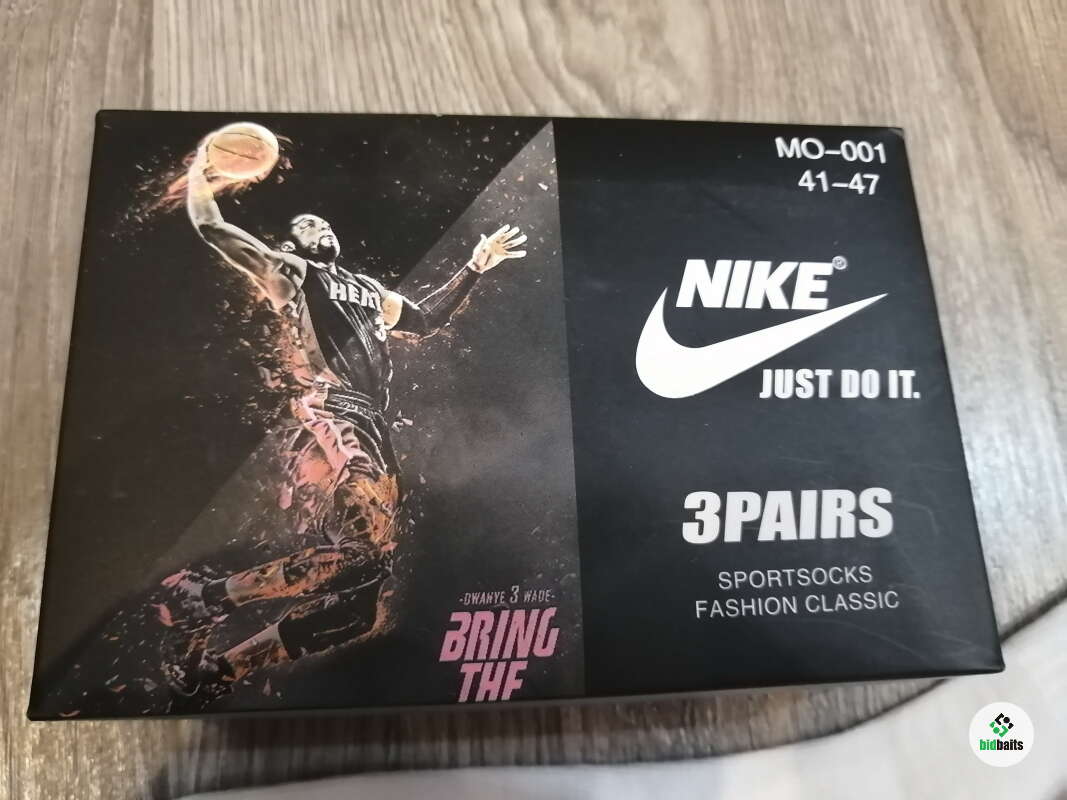 MO-001
41-47
NIKE®
JUST DO IT.
3PAIRS
SPORTSOCKS
FASHION CLASSIC
HEAT
3
-DWANYE 3 WADE-
BRING
THE
bidbaits